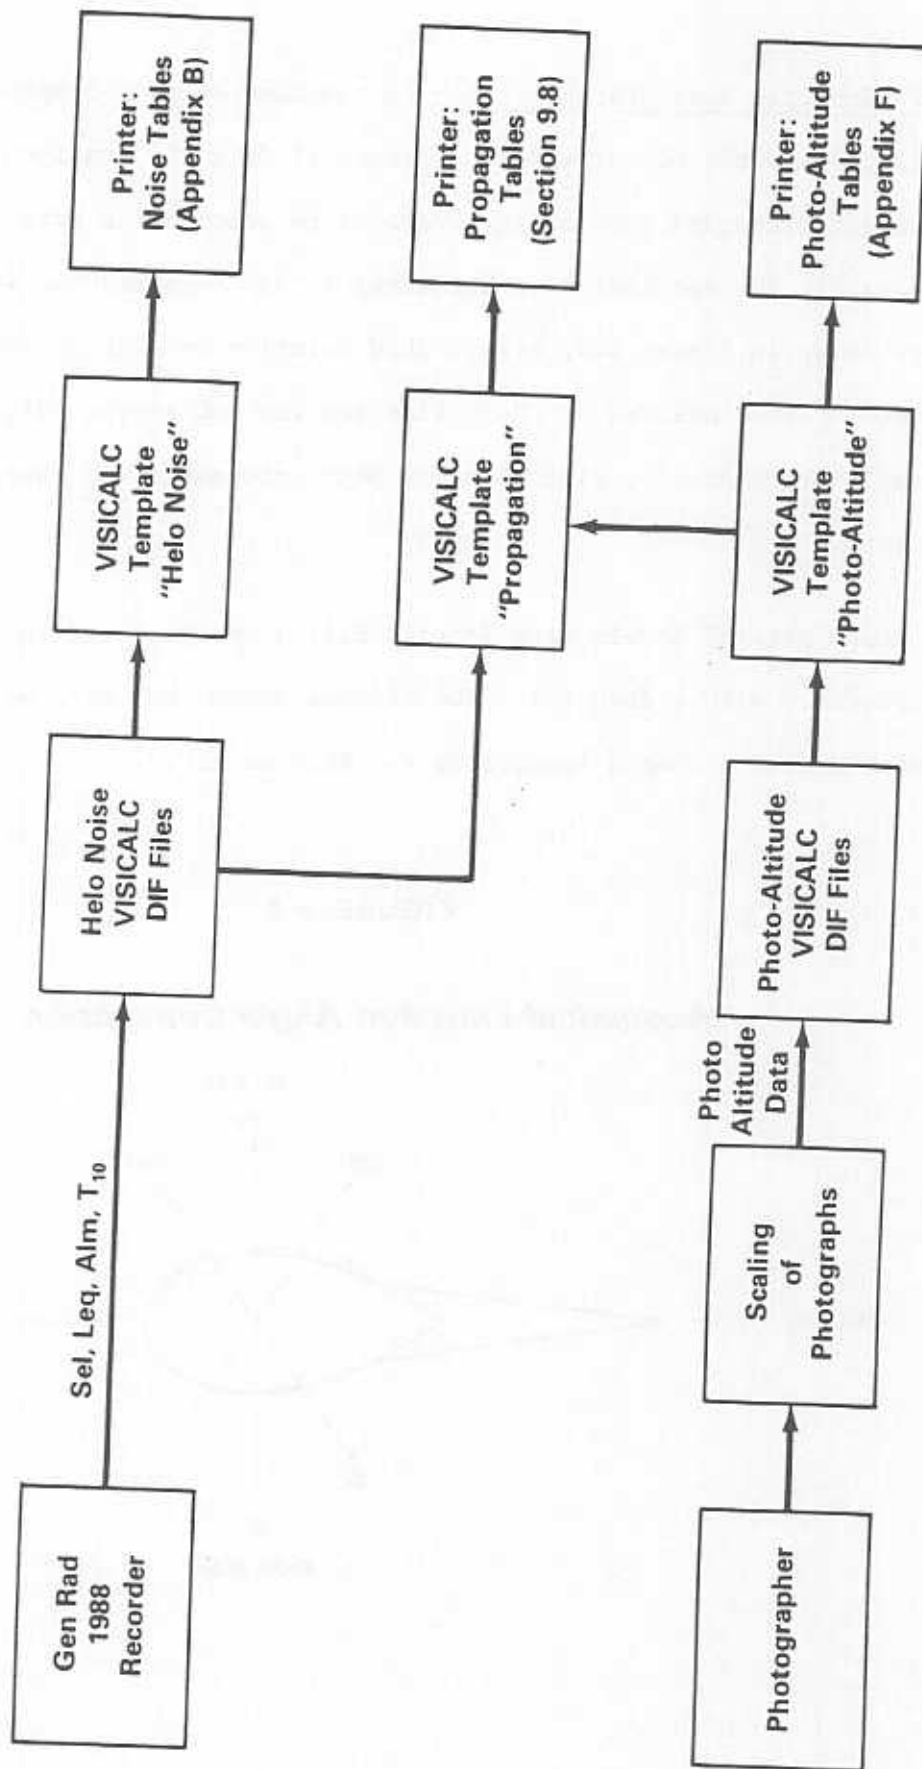 Gen Rad
1988
Recorder
Sel, Leq, Alm, T₁₀
Helo Noise
VISICALC
DIF Files
VISICALC
Template
"Helo Noise"
Printer:
Noise Tables
(Appendix B)
VISICALC
Template
"Propagation"
Printer:
Propagation
Tables
(Section 9.8)
Photographer
Scaling
of
Photographs
Photo
Altitude
Data
Photo-Altitude
VISICALC
DIF Files
VISICALC
Template
"Photo-Altitude"
Printer:
Photo-Altitude
Tables
(Appendix F)